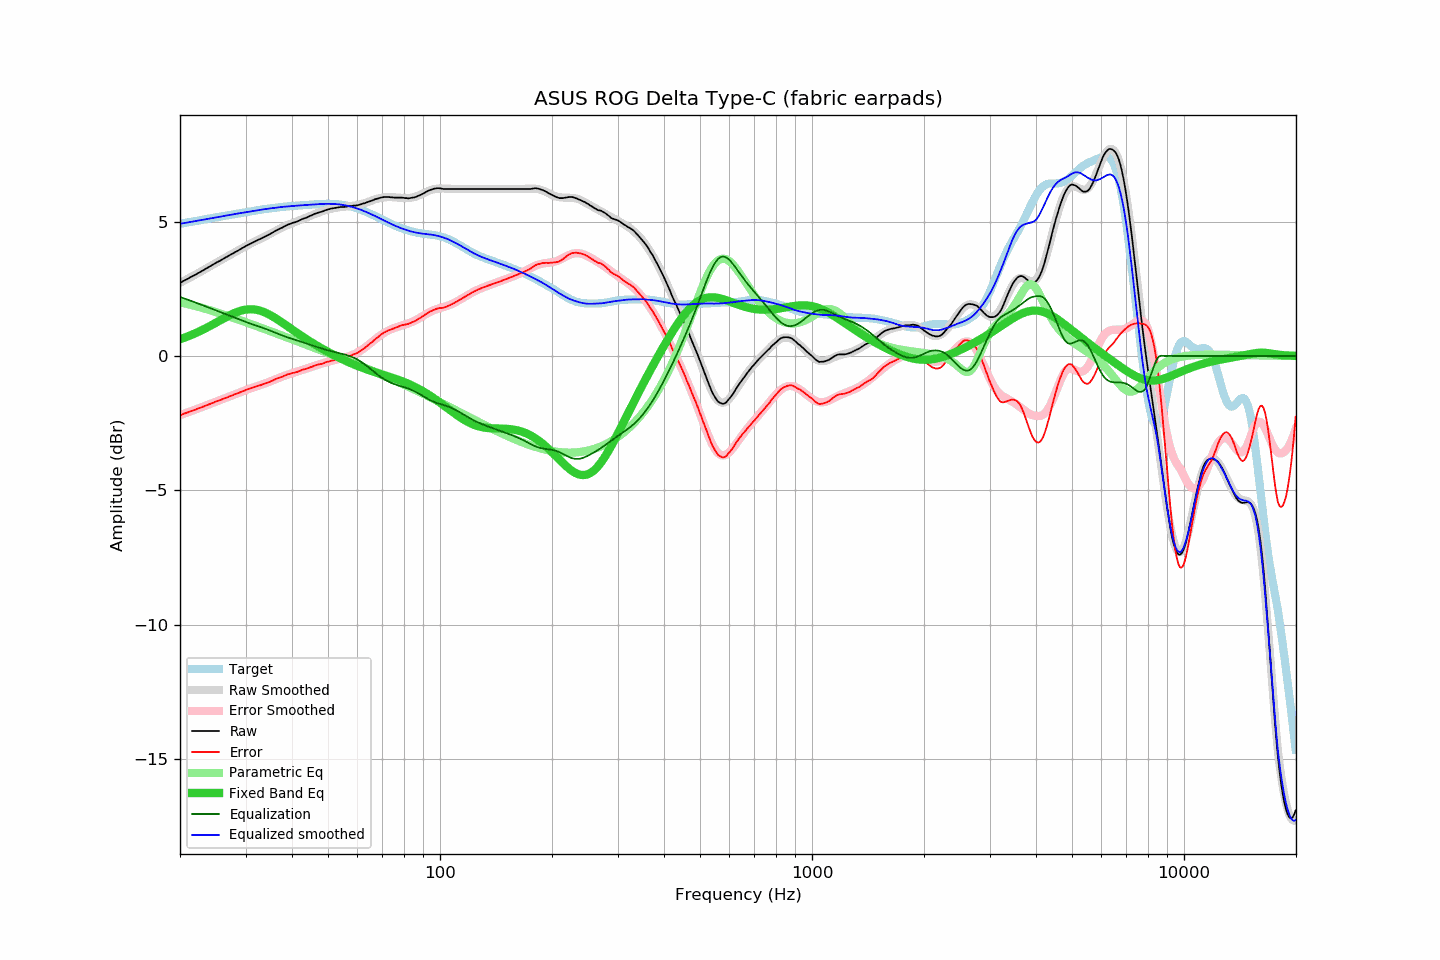 ASUS ROG Delta Type-C (fabric earpads)
Amplitude (dBr)
5
0
−5
−10
−15
Target
Raw Smoothed
Error Smoothed
Raw
Error
Parametric Eq
Fixed Band Eq
Equalization
Equalized smoothed
100
1000
10000
Frequency (Hz)